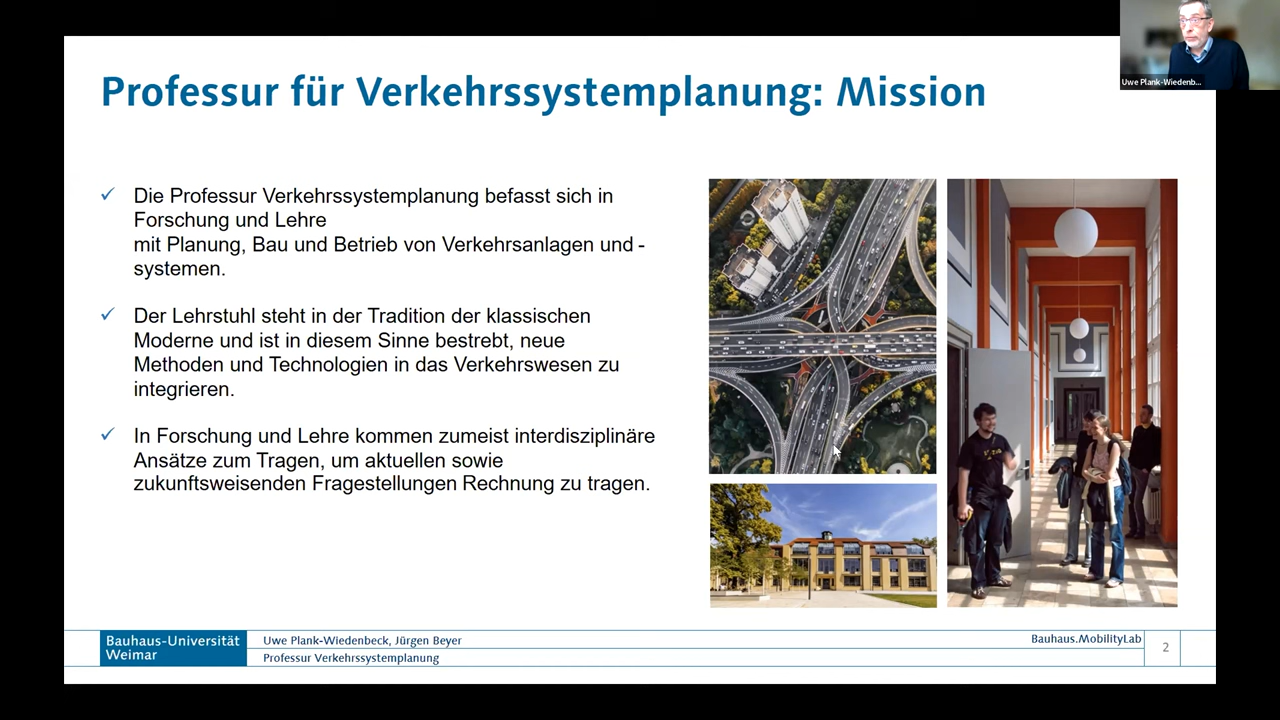 Uwe Plank-Wiedenb...
Professur für Verkehrssystemplanung: Mission
Die Professur Verkehrssystemplanung befasst sich in
Forschung und Lehre
mit Planung, Bau und Betrieb von Verkehrsanlagen und -
systemen.
Der Lehrstuhl steht in der Tradition der klassischen
Moderne und ist in diesem Sinne bestrebt, neue
Methoden und Technologien in das Verkehrswesen zu
integrieren.
In Forschung und Lehre kommen zumeist interdisziplinäre
Ansätze zum Tragen, um aktuellen sowie
zukunftsweisenden Fragestellungen Rechnung zu tragen.
Bauhaus-Universität
Weimar
Uwe Plank-Wiedenbeck, Jürgen Beyer
Professur Verkehrssystemplanung
Bauhaus.MobilityLab
2